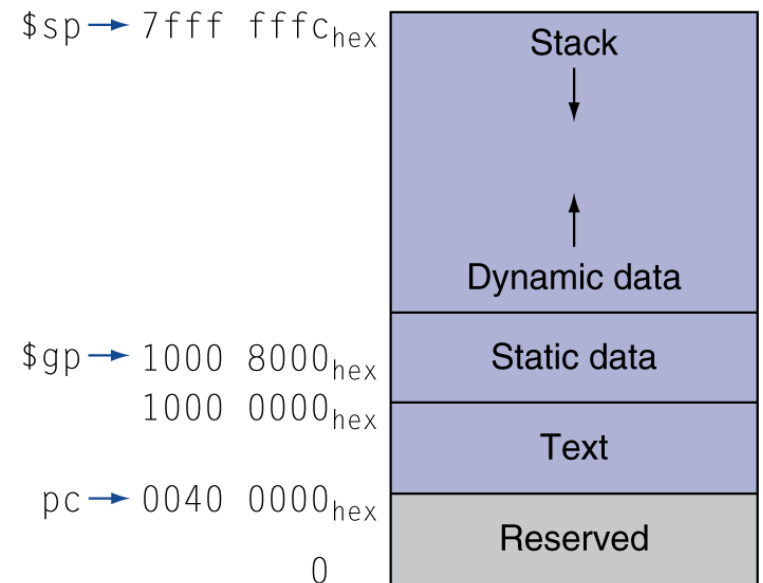 $sp → 7fff fffchex Stack
Dynamic data
$gp → 1000 8000hex Static data
1000 0000hex
Text
pc → 0040 0000hex
Reserved
0